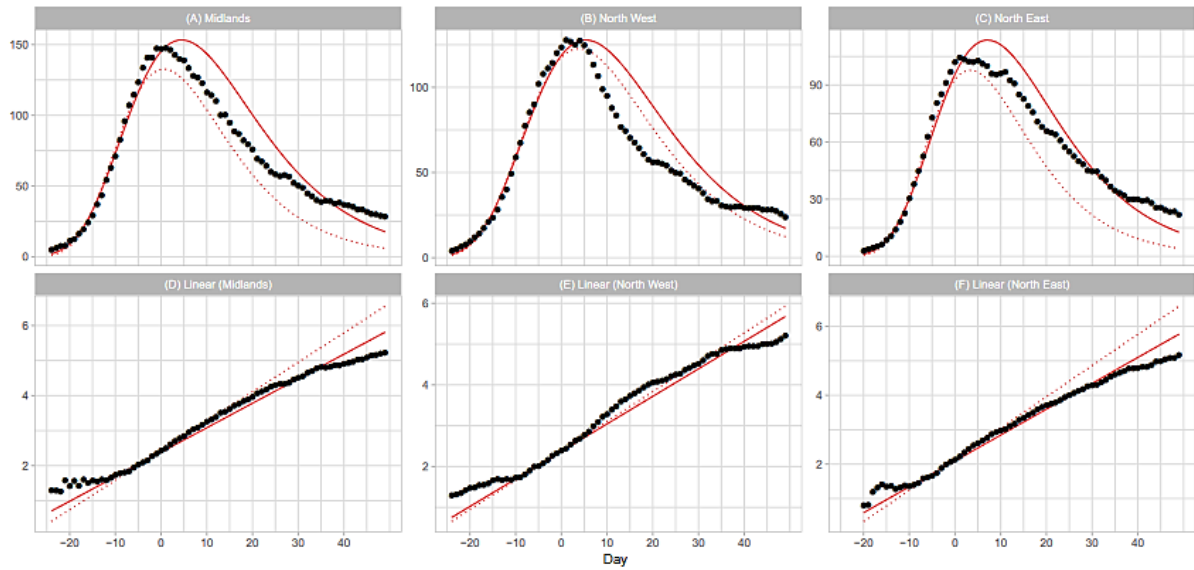 (A) Midlands
(B) North West
(C) North East
150
100
50
0
100
50
0
90
60
30
0
(D) Linear (Midlands)
(E) Linear (North West)
(F) Linear (North East)
6
4
2
6
4
2
6
4
2
−20 −10 0 10 20 30 40
−20 −10 0 10 20 30 40
−20 −10 0 10 20 30 40
Day